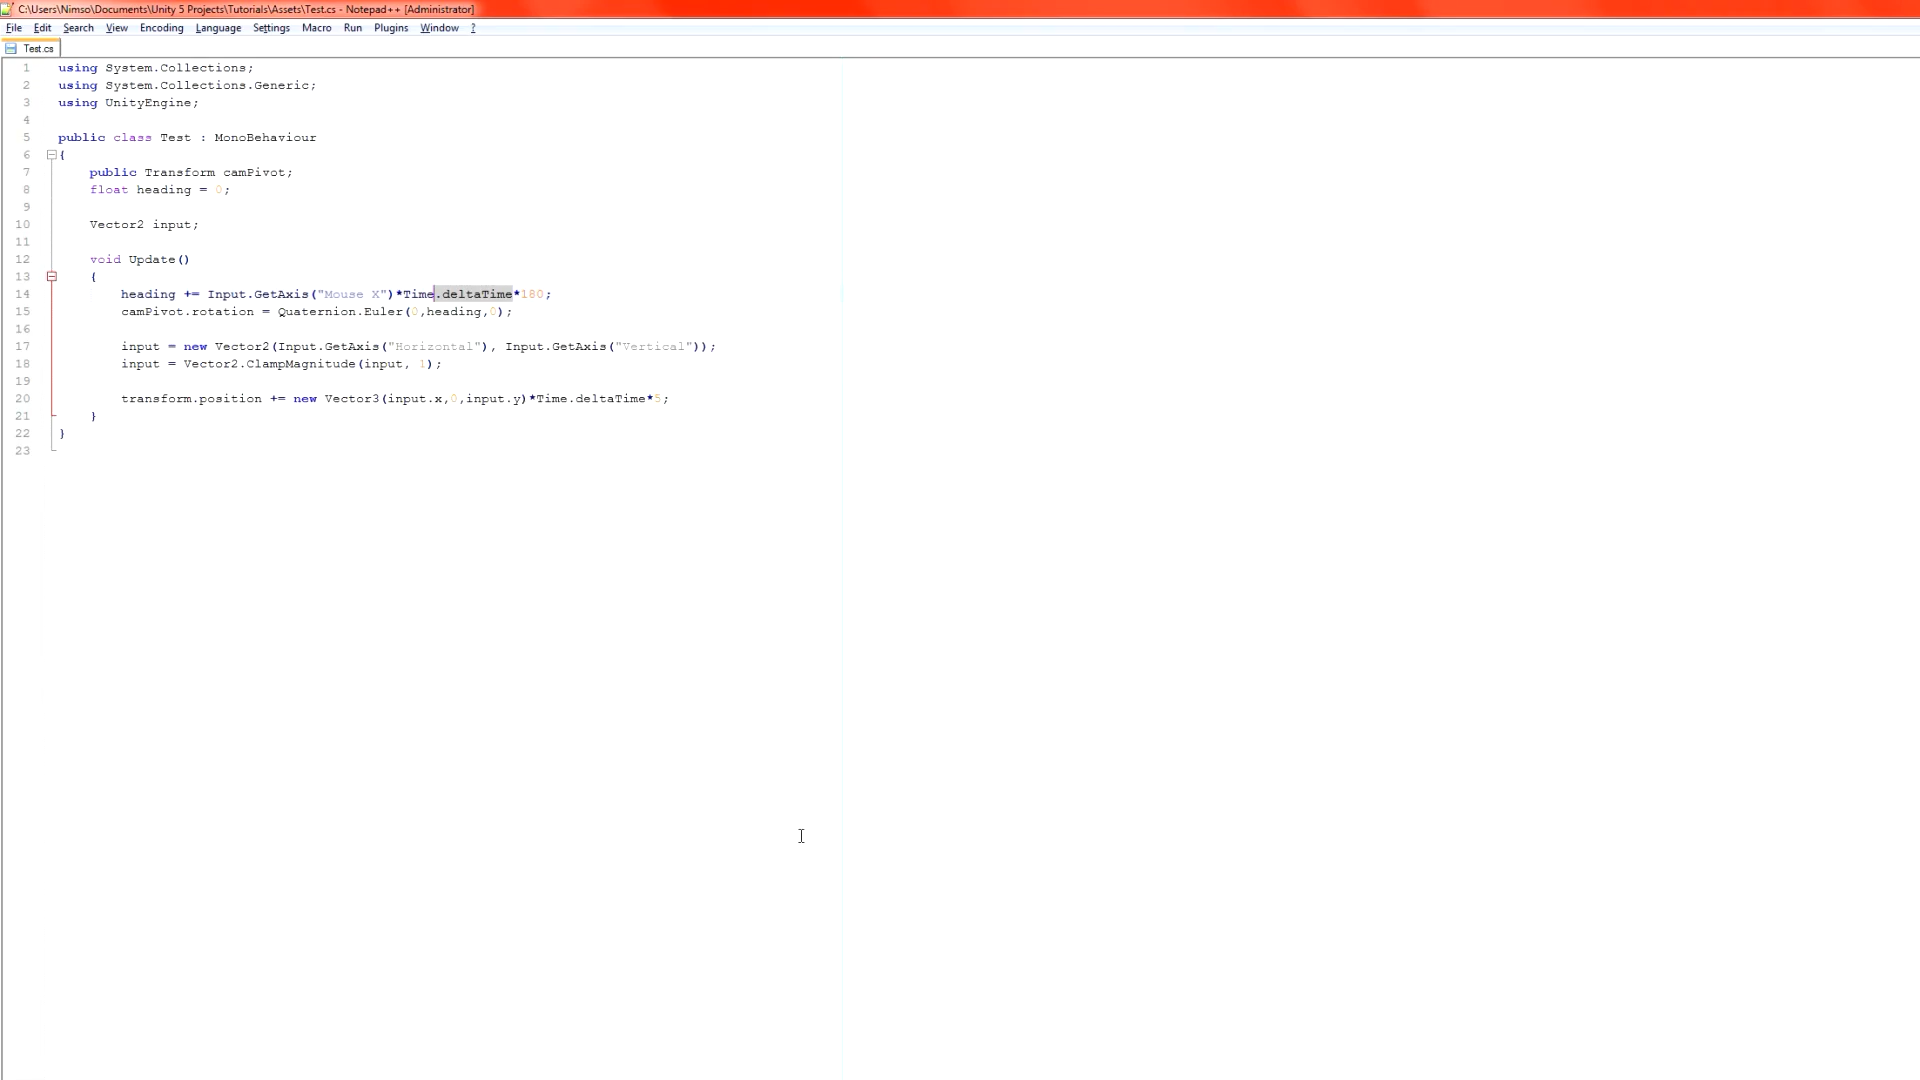 C:\Users\Nimso\Documents\Unity 5 Projects\Tutorials\Assets\Test.cs - Notepad++ [Administrator]
File Edit Search View Encoding Language Settings Macro Run Plugins Window ?
Test.cs
1 using System.Collections;
2 using System.Collections.Generic;
3 using UnityEngine;
4
5 public class Test : MonoBehaviour
6 {
7 public Transform camPivot;
8 float heading = 0;
9
10 Vector2 input;
11
12 void Update()
13 {
14 heading += Input.GetAxis("Mouse X")*Time.deltaTime*180;
15 camPivot.rotation = Quaternion.Euler(0,heading,0);
16
17 input = new Vector2(Input.GetAxis("Horizontal"), Input.GetAxis("Vertical"));
18 input = Vector2.ClampMagnitude(input, 1);
19
20 transform.position += new Vector3(input.x,0,input.y)*Time.deltaTime*5;
21 }
22 }
23